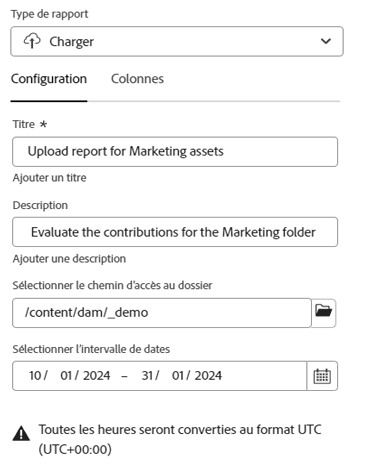 Type de rapport
Charger
Configuration Colonnes
Titre *
Upload report for Marketing assets
Ajouter un titre
Description
Evaluate the contributions for the Marketing folder
Ajouter une description
Sélectionner le chemin d'accès au dossier
/content/dam/_demo
Sélectionner l'intervalle de dates
10 / 01 / 2024 – 31 / 01 / 2024
Toutes les heures seront converties au format UTC
(UTC+00:00)